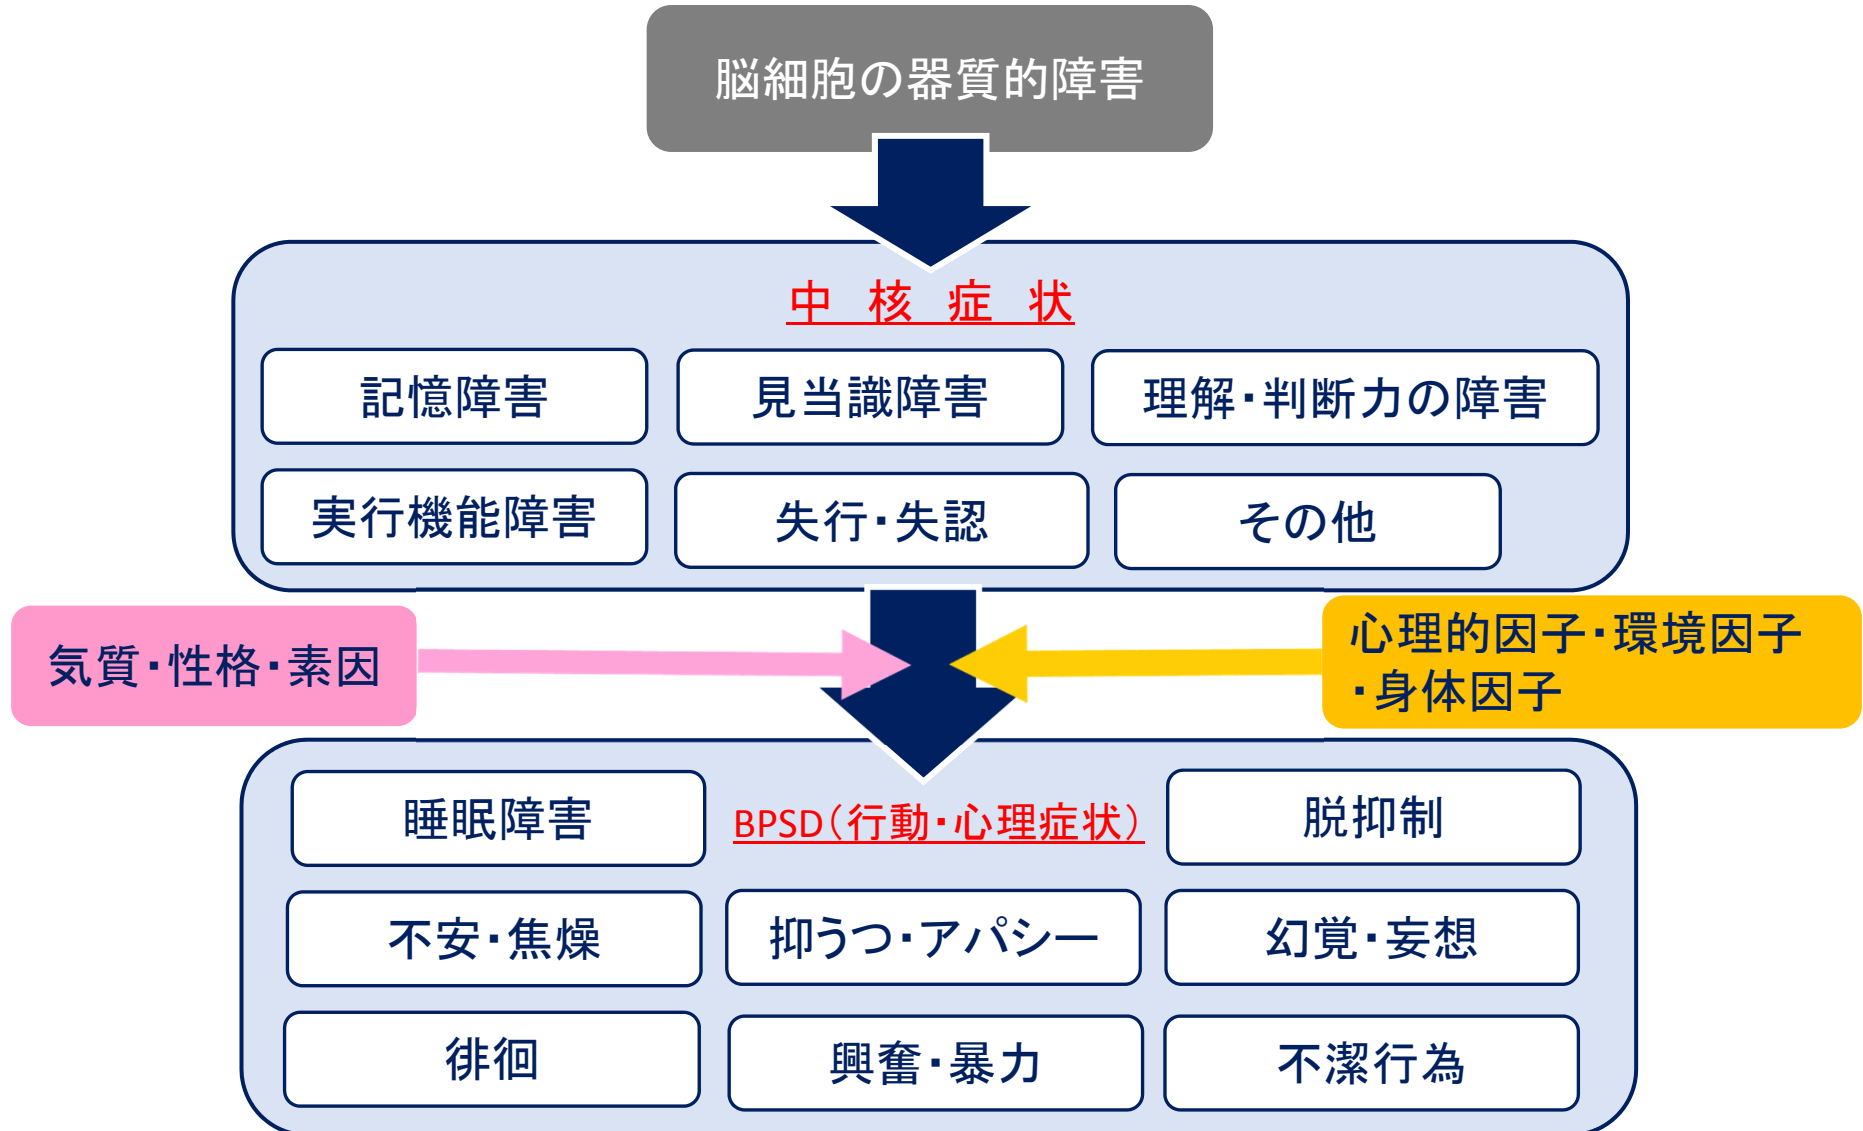 脳細胞の器質的障害
中　核　症　状
記憶障害
見当識障害
理解・判断力の障害
実行機能障害
失行・失認
その他
気質・性格・素因
心理的因子・環境因子
・身体因子
睡眠障害
BPSD（行動・心理症状）
脱抑制
不安・焦燥
抑うつ・アパシー
幻覚・妄想
徘徊
興奮・暴力
不潔行為